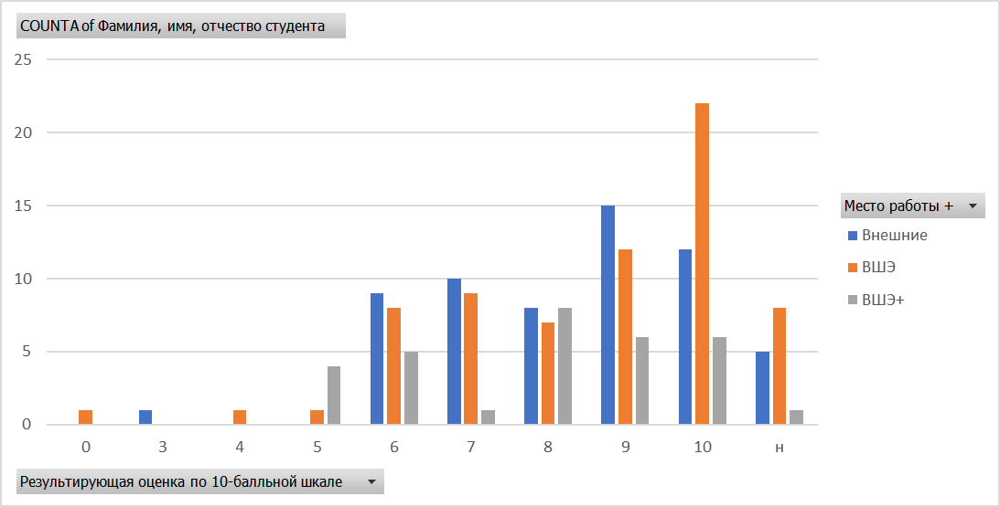 COUNTA of Фамилия, имя, отчество студента
25
20
15
10
5
0
0 3 4 5 6 7 8 9 10 н
Место работы +
Внешние
ВШЭ
ВШЭ+
Результирующая оценка по 10-балльной шкале